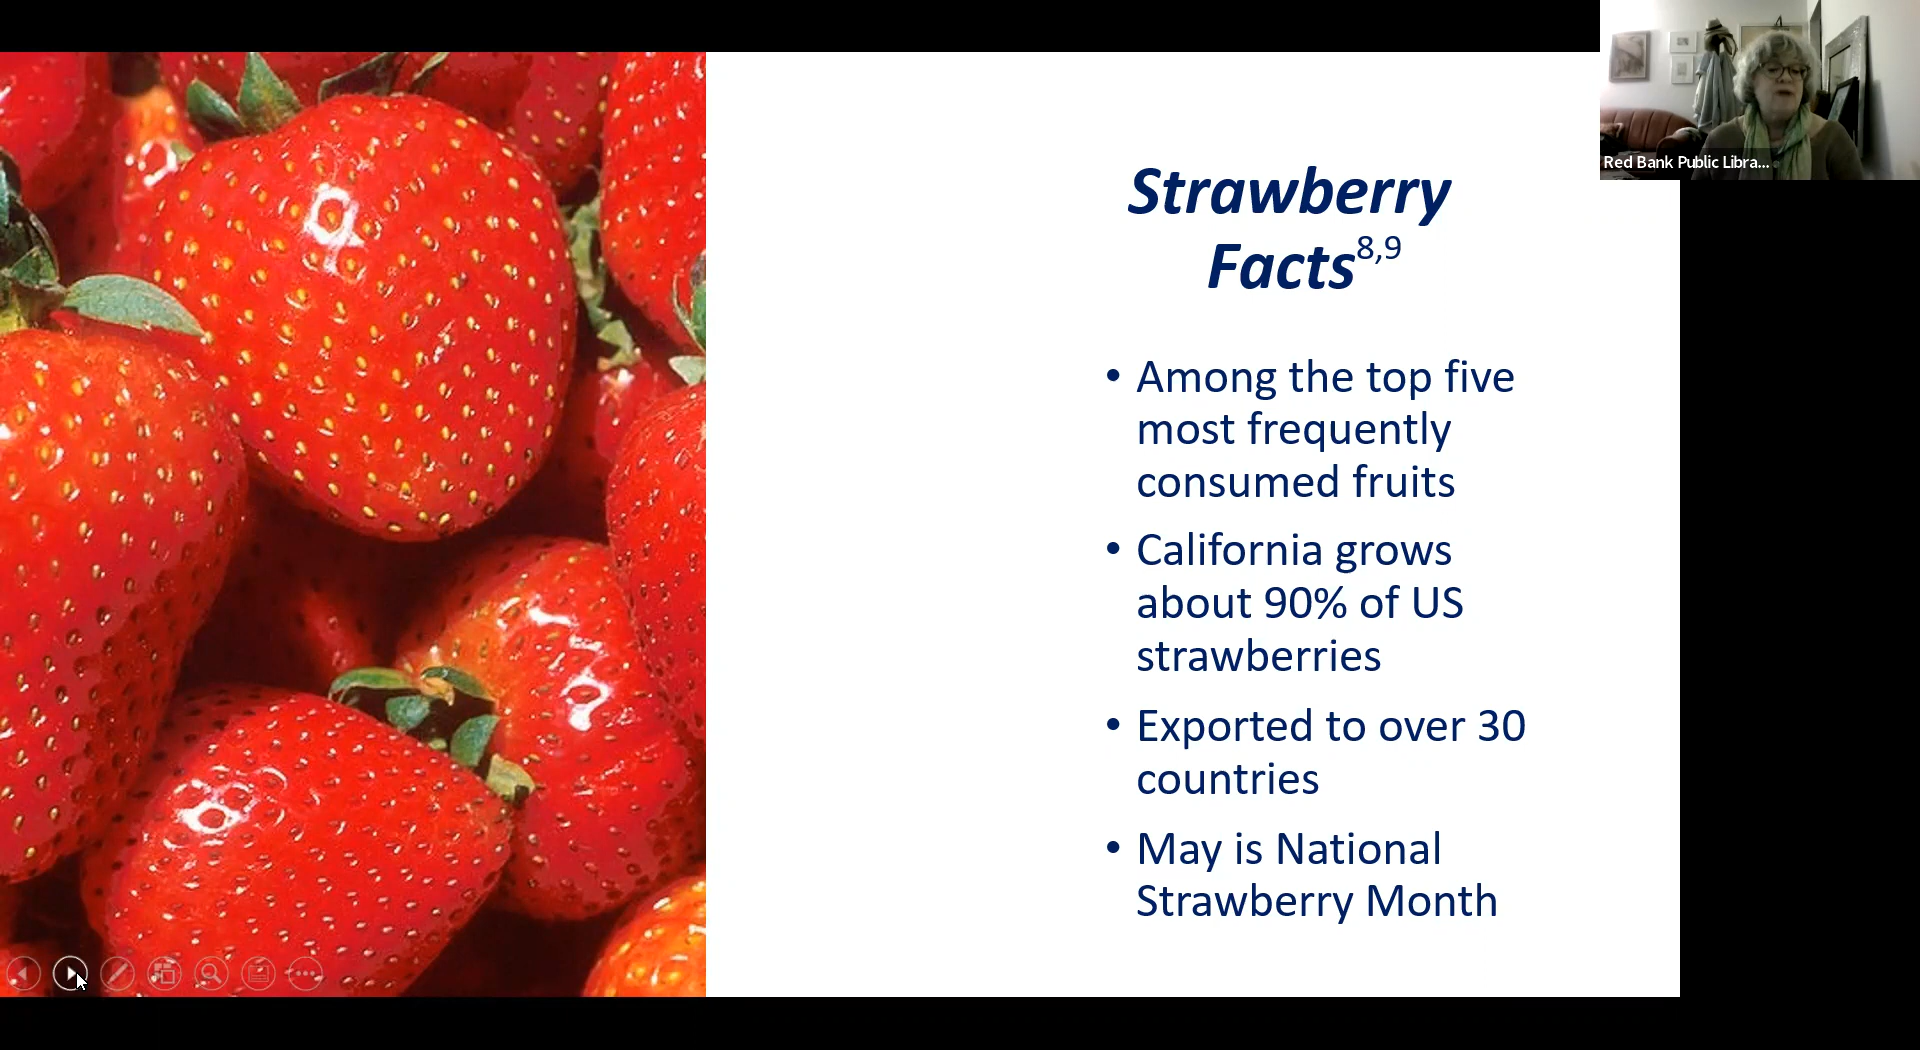 Red Bank Public Libra...
Strawberry
Facts8,9
• Among the top five
most frequently
consumed fruits
• California grows
about 90% of US
strawberries
• Exported to over 30
countries
• May is National
Strawberry Month